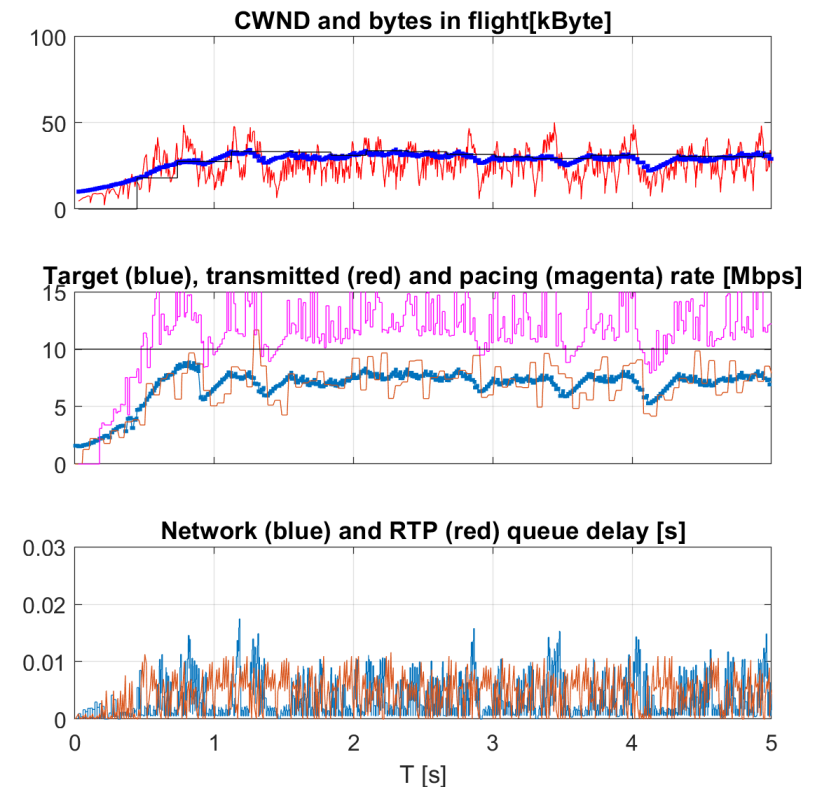 CWND and bytes in flight[kByte]
100
50
0
Target (blue), transmitted (red) and pacing (magenta) rate [Mbps]
15
10
5
0
Network (blue) and RTP (red) queue delay [s]
0.03
0.02
0.01
0
0 1 2 3 4 5
T [s]